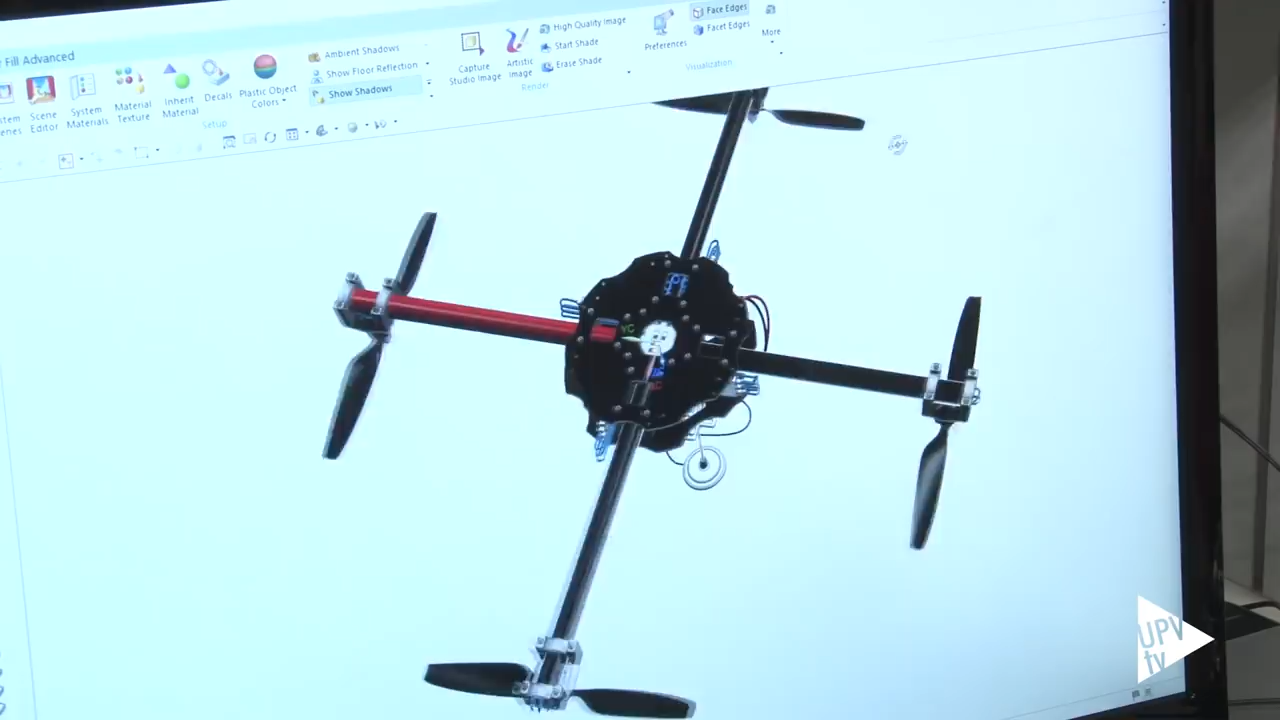 Fill Advanced
Scene
Editor
System
Materials
Material
Texture
Inherit
Material
Decals
Plastic Object
Colors
Setup
Ambient Shadows
Show Floor Reflection
Show Shadows
Capture
Studio Image
Artistic
Image
High Quality Image
Start Shade
Erase Shade
Render
Preferences
Face Edges
Facet Edges
More
Visualization
YC
UPV
tv